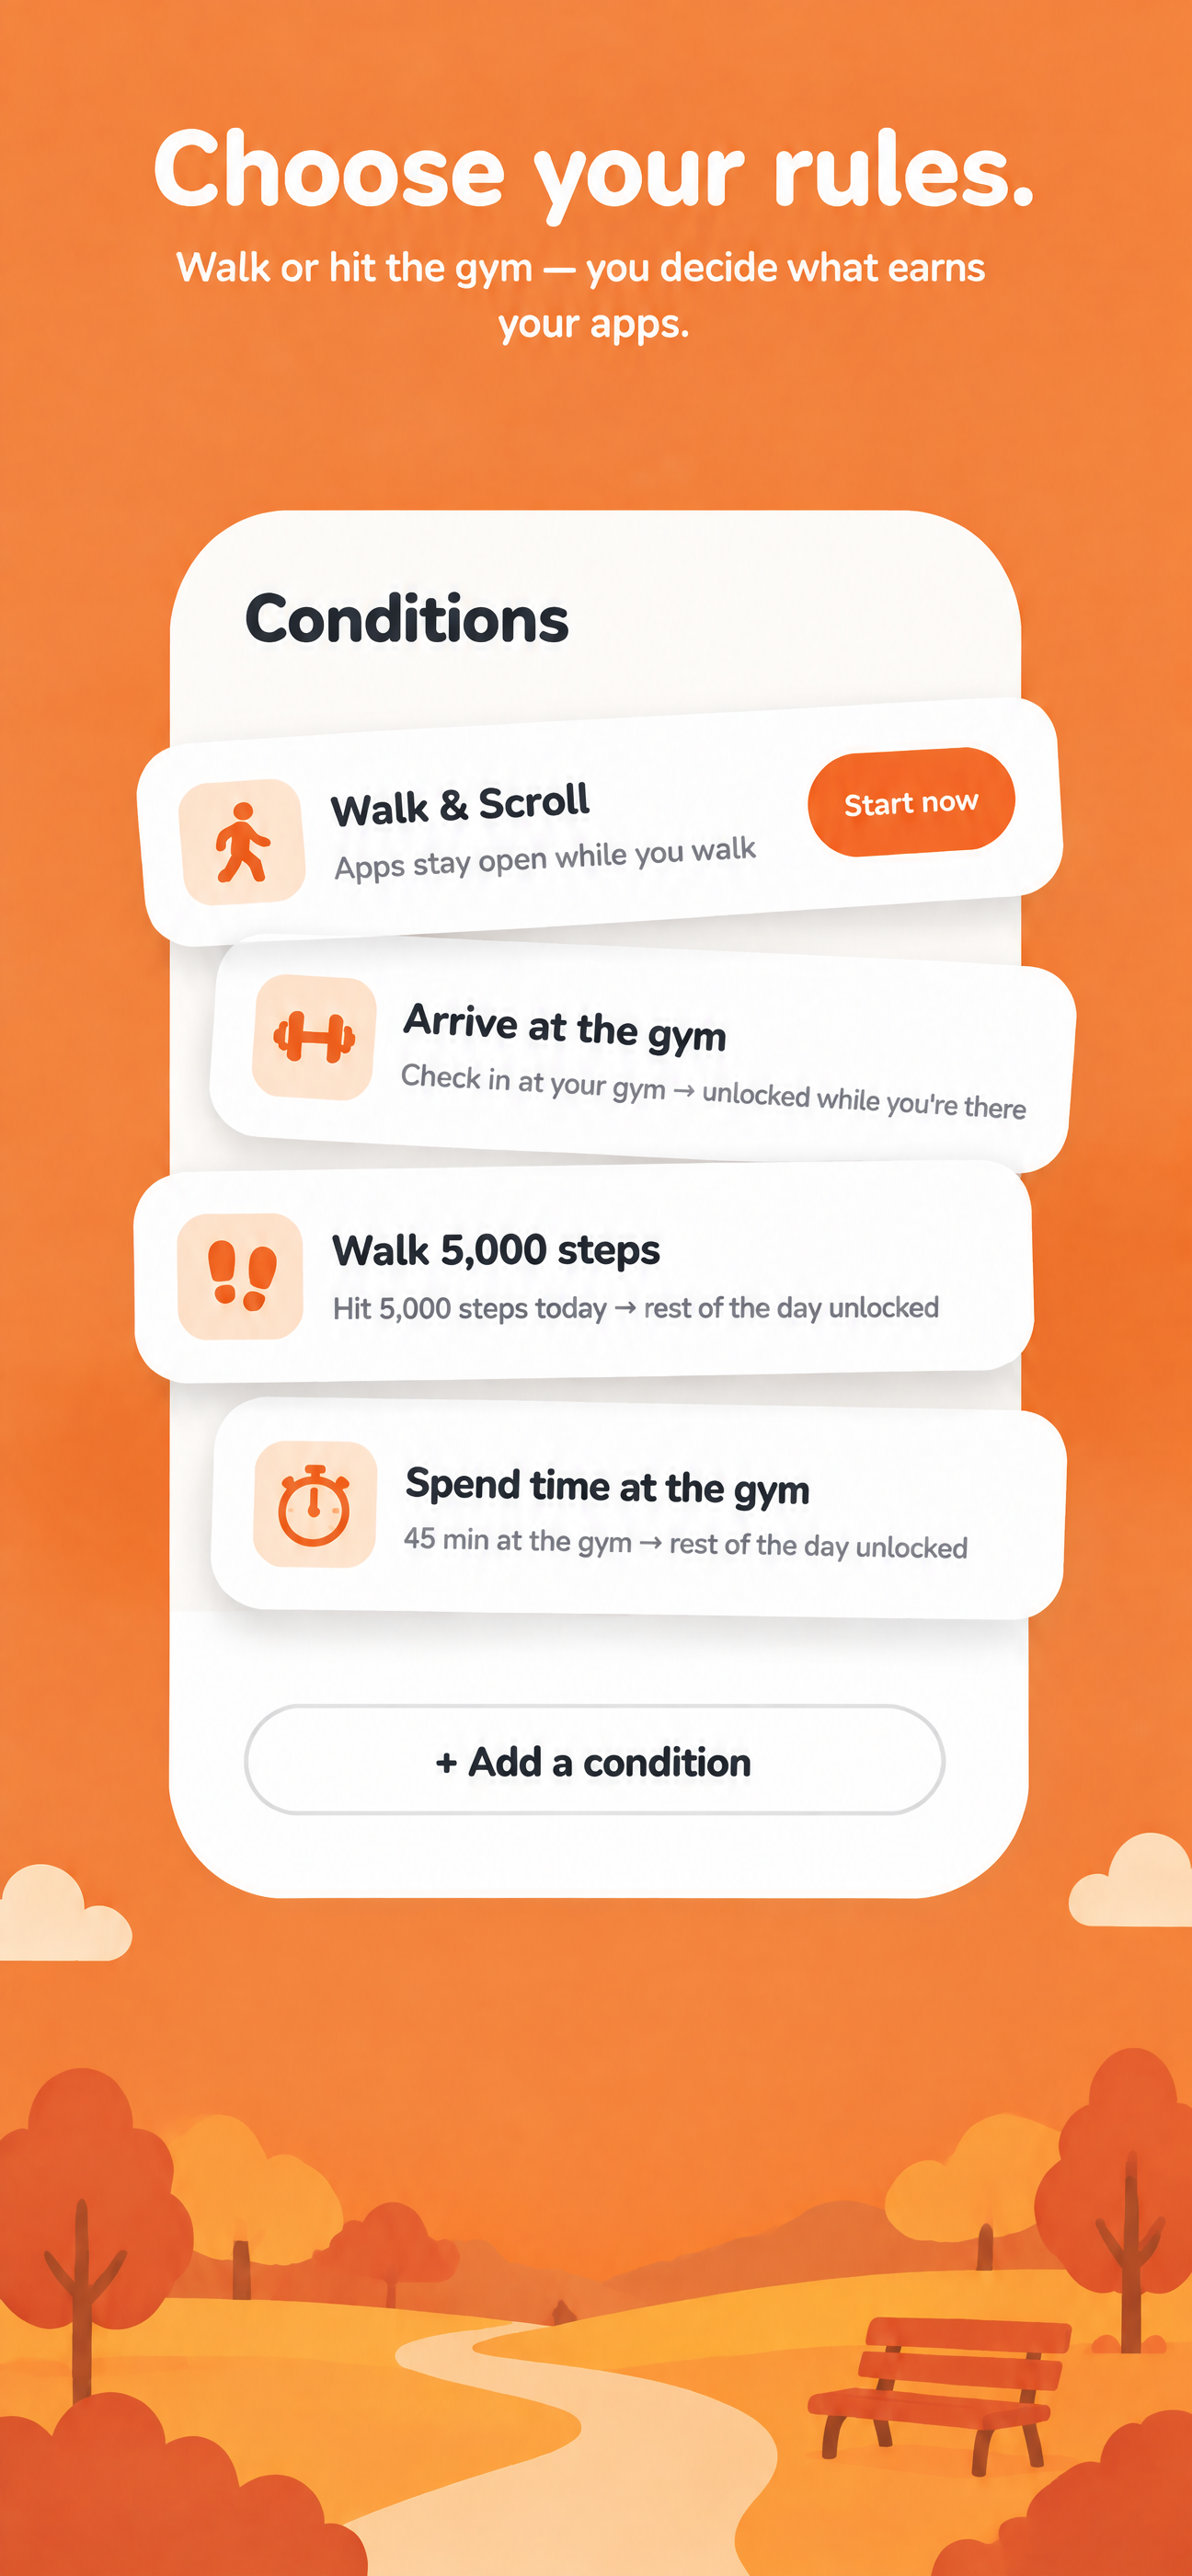 Choose your rules.
Walk or hit the gym — you decide what earns
your apps.
Conditions
Walk & Scroll
Apps stay open while you walk
Start now
Arrive at the gym
Check in at your gym → unlocked while you're there
Walk 5,000 steps
Hit 5,000 steps today → rest of the day unlocked
Spend time at the gym
45 min at the gym → rest of the day unlocked
+ Add a condition